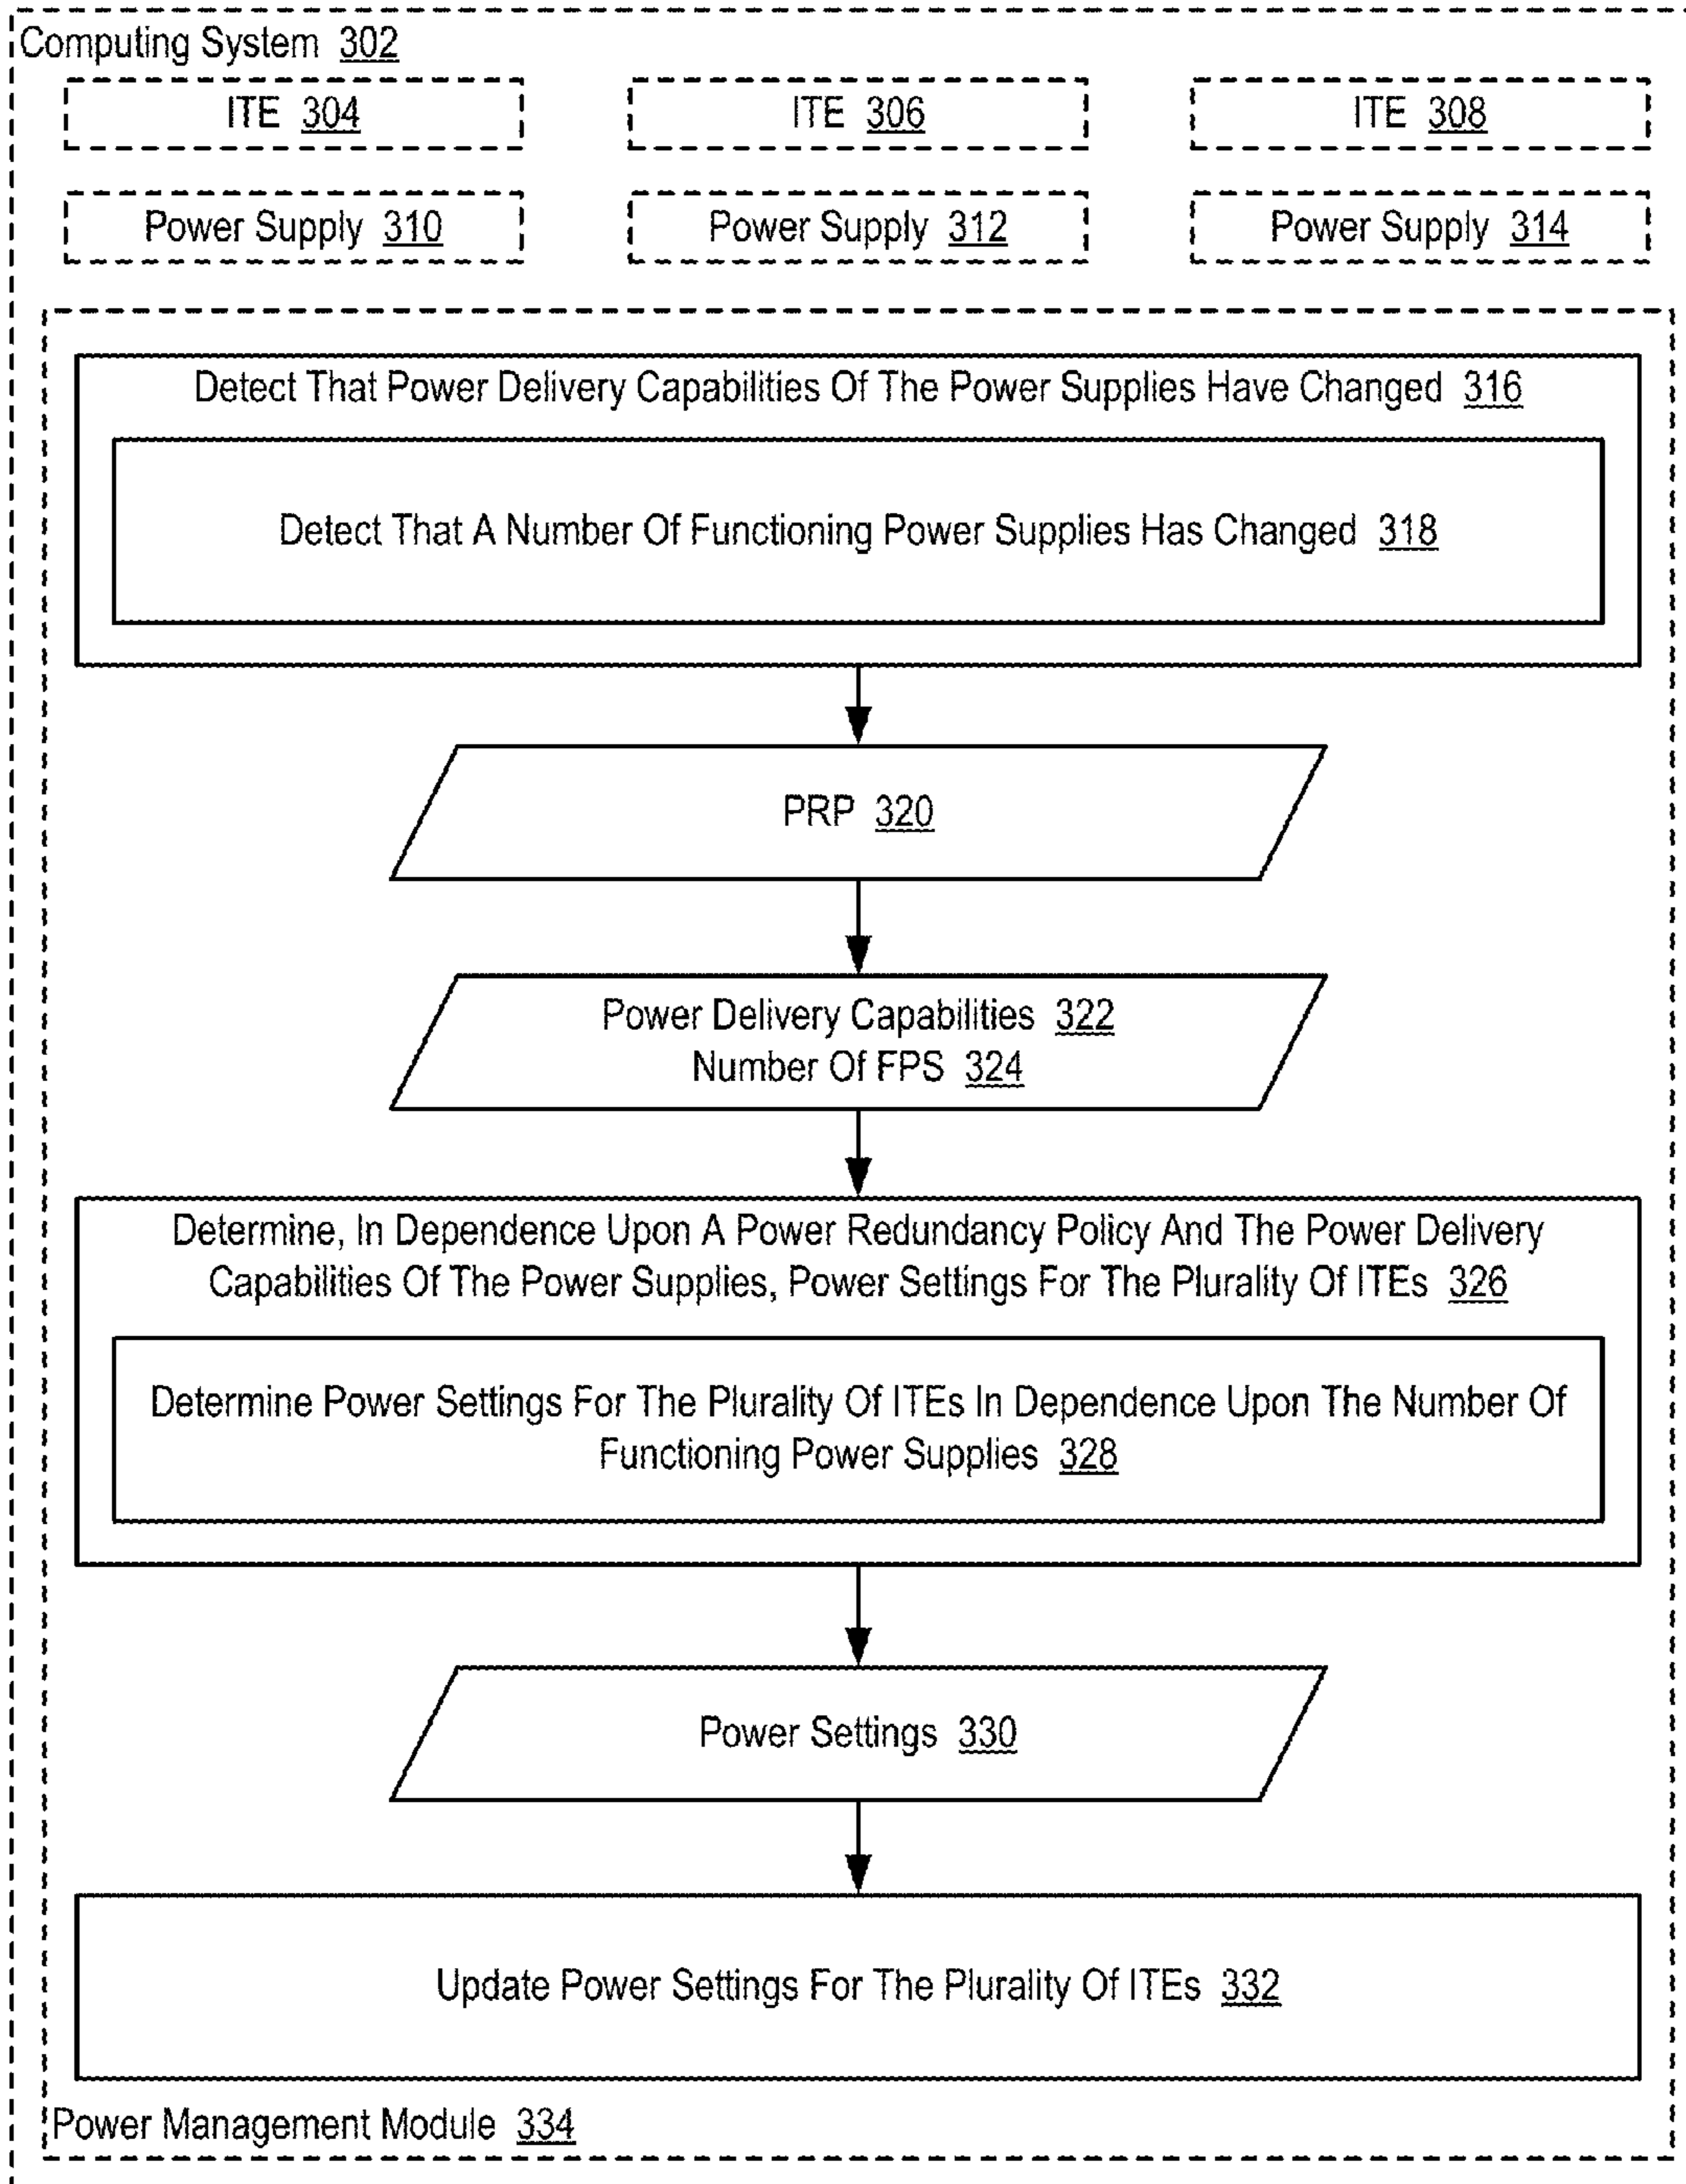 Computing System 302
ITE 304
ITE 306
ITE 308
Power Supply 310
Power Supply 312
Power Supply 314
Detect That Power Delivery Capabilities Of The Power Supplies Have Changed 316
Detect That A Number Of Functioning Power Supplies Has Changed 318
PRP 320
Power Delivery Capabilities 322
Number Of FPS 324
Determine, In Dependence Upon A Power Redundancy Policy And The Power Delivery
Capabilities Of The Power Supplies, Power Settings For The Plurality Of ITEs 326
Determine Power Settings For The Plurality Of ITEs In Dependence Upon The Number Of
Functioning Power Supplies 328
Power Settings 330
Update Power Settings For The Plurality Of ITEs 332
Power Management Module 334